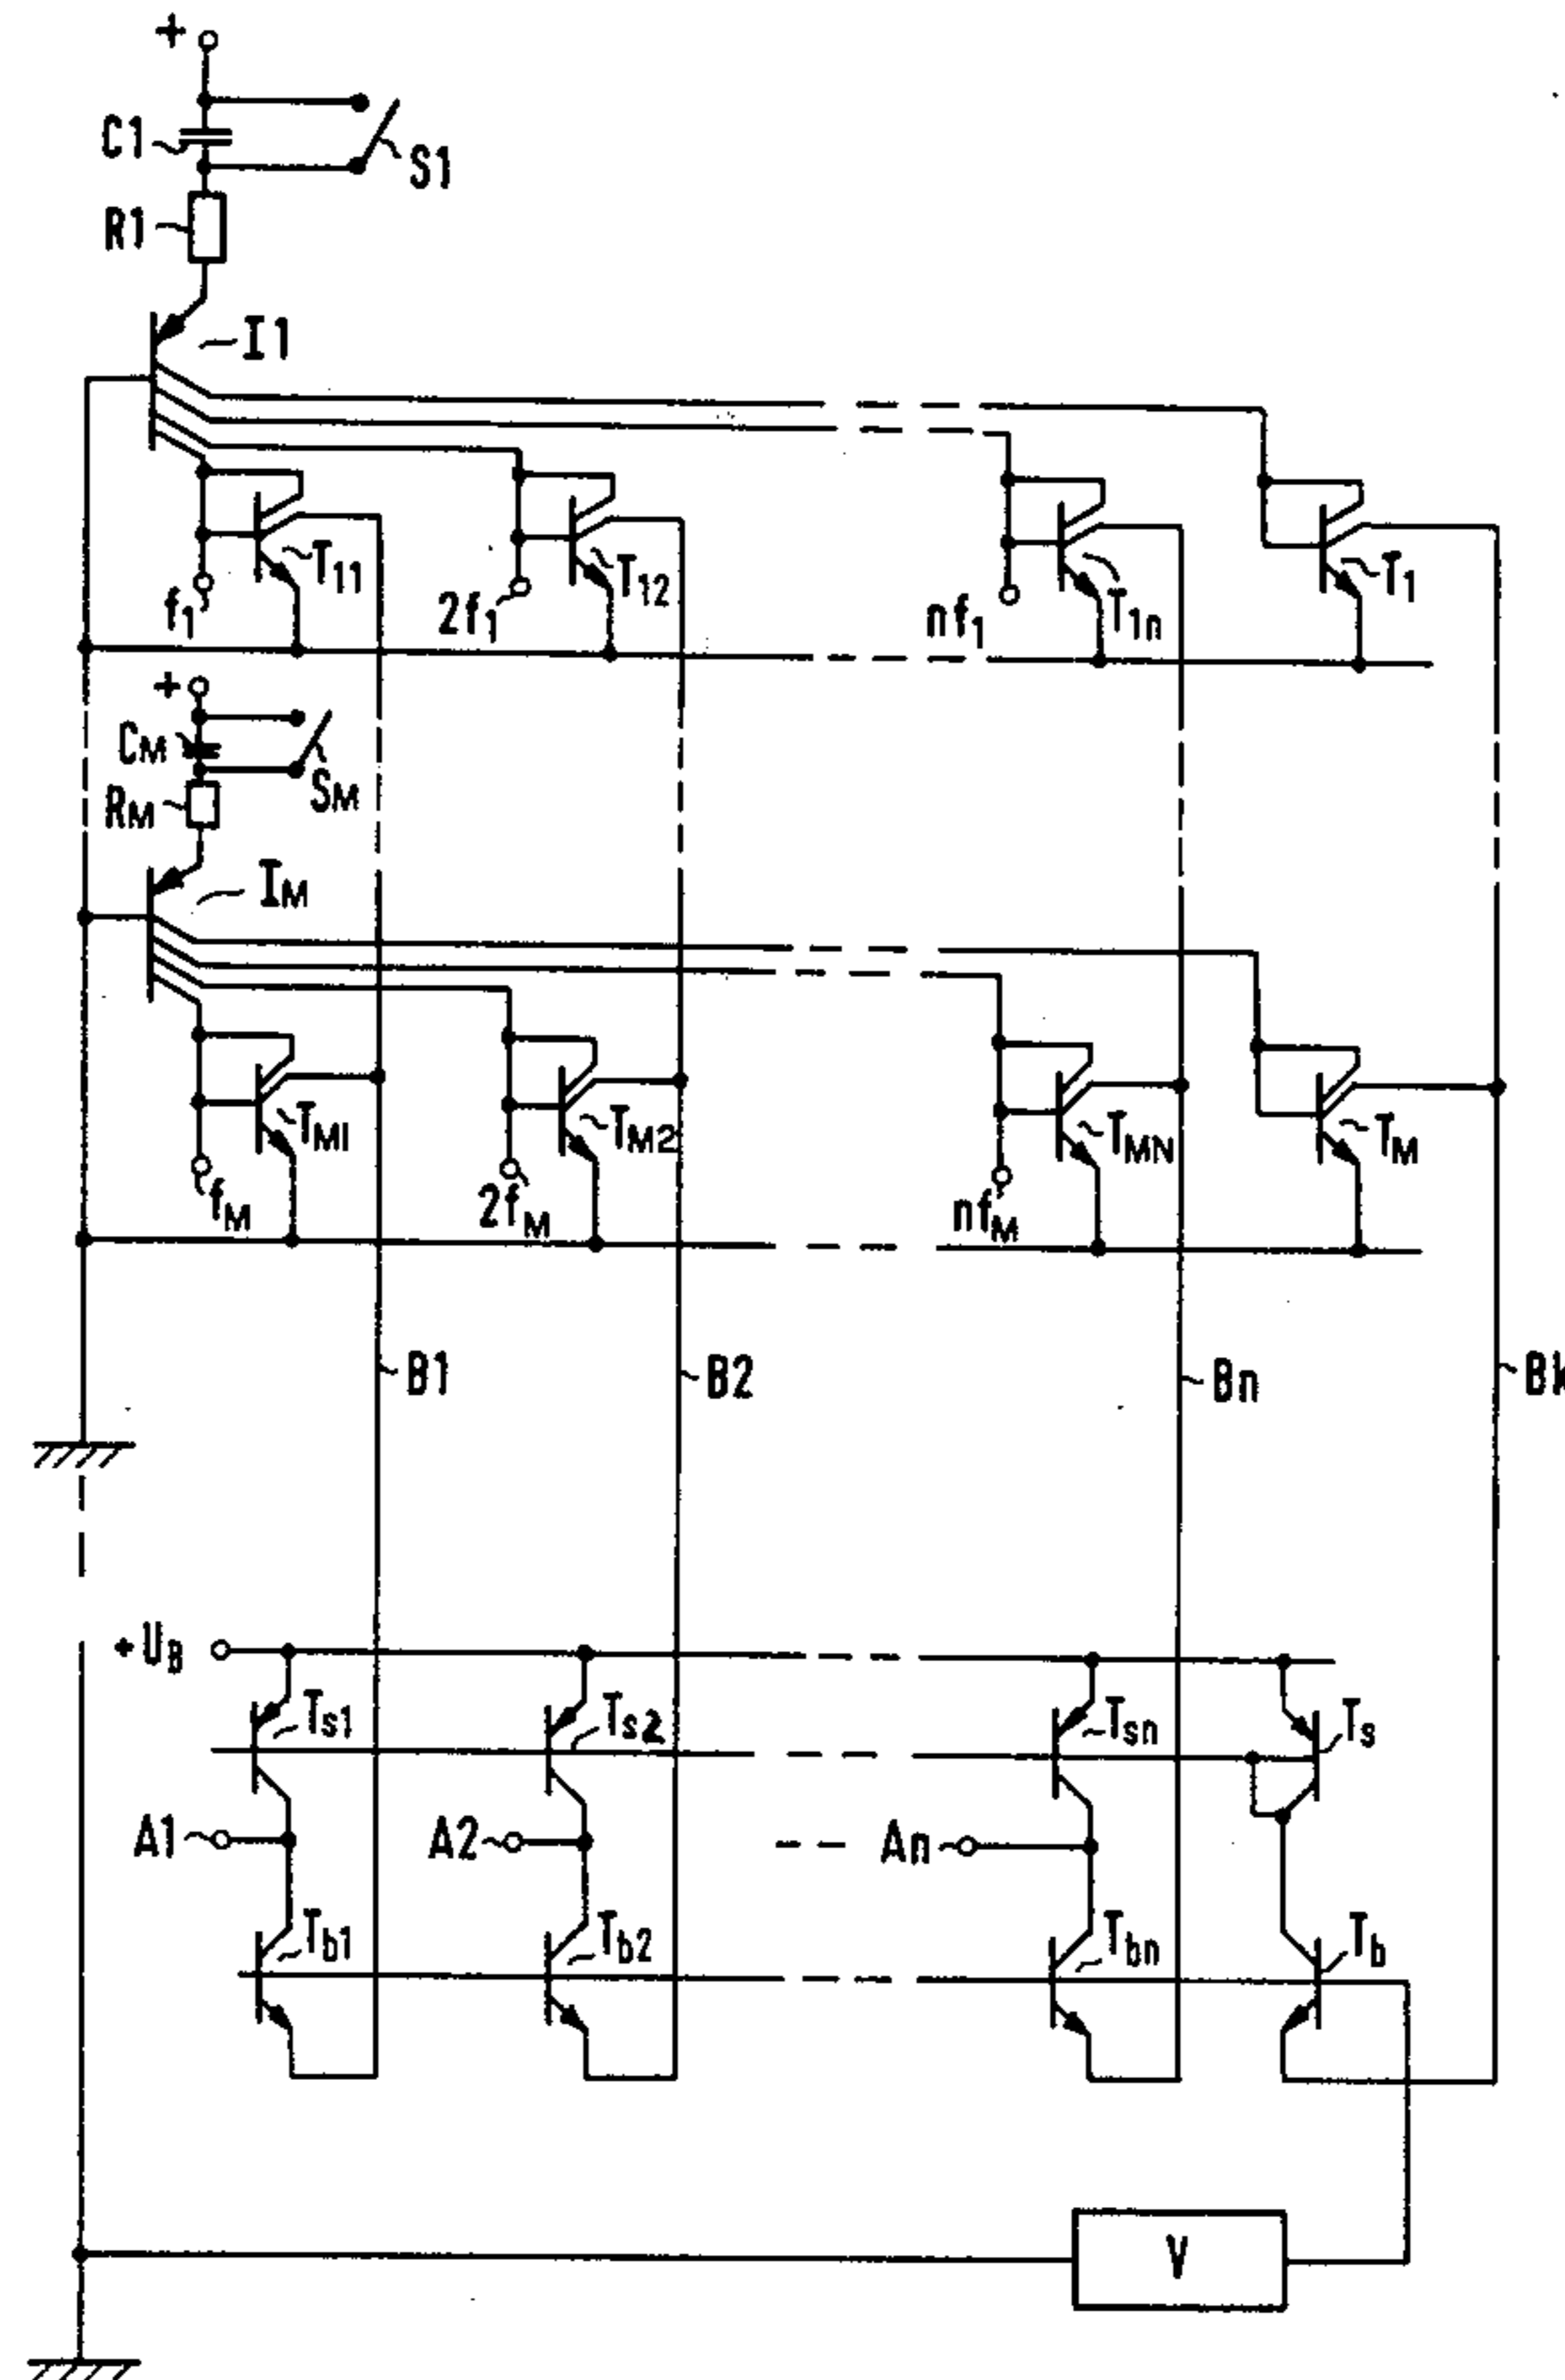 +
C1
S1
R1
I1
T11
T12
T1n
T1
f1
2f1
nf1
+
CM
SM
RM
IM
TM1
TM2
TMN
TM
fM
2fM
nfM
B1
B2
Bn
+UB
Ts1
Ts2
Tsn
Ts
A1
A2
An
Tb1
Tb2
Tbn
Tb
V